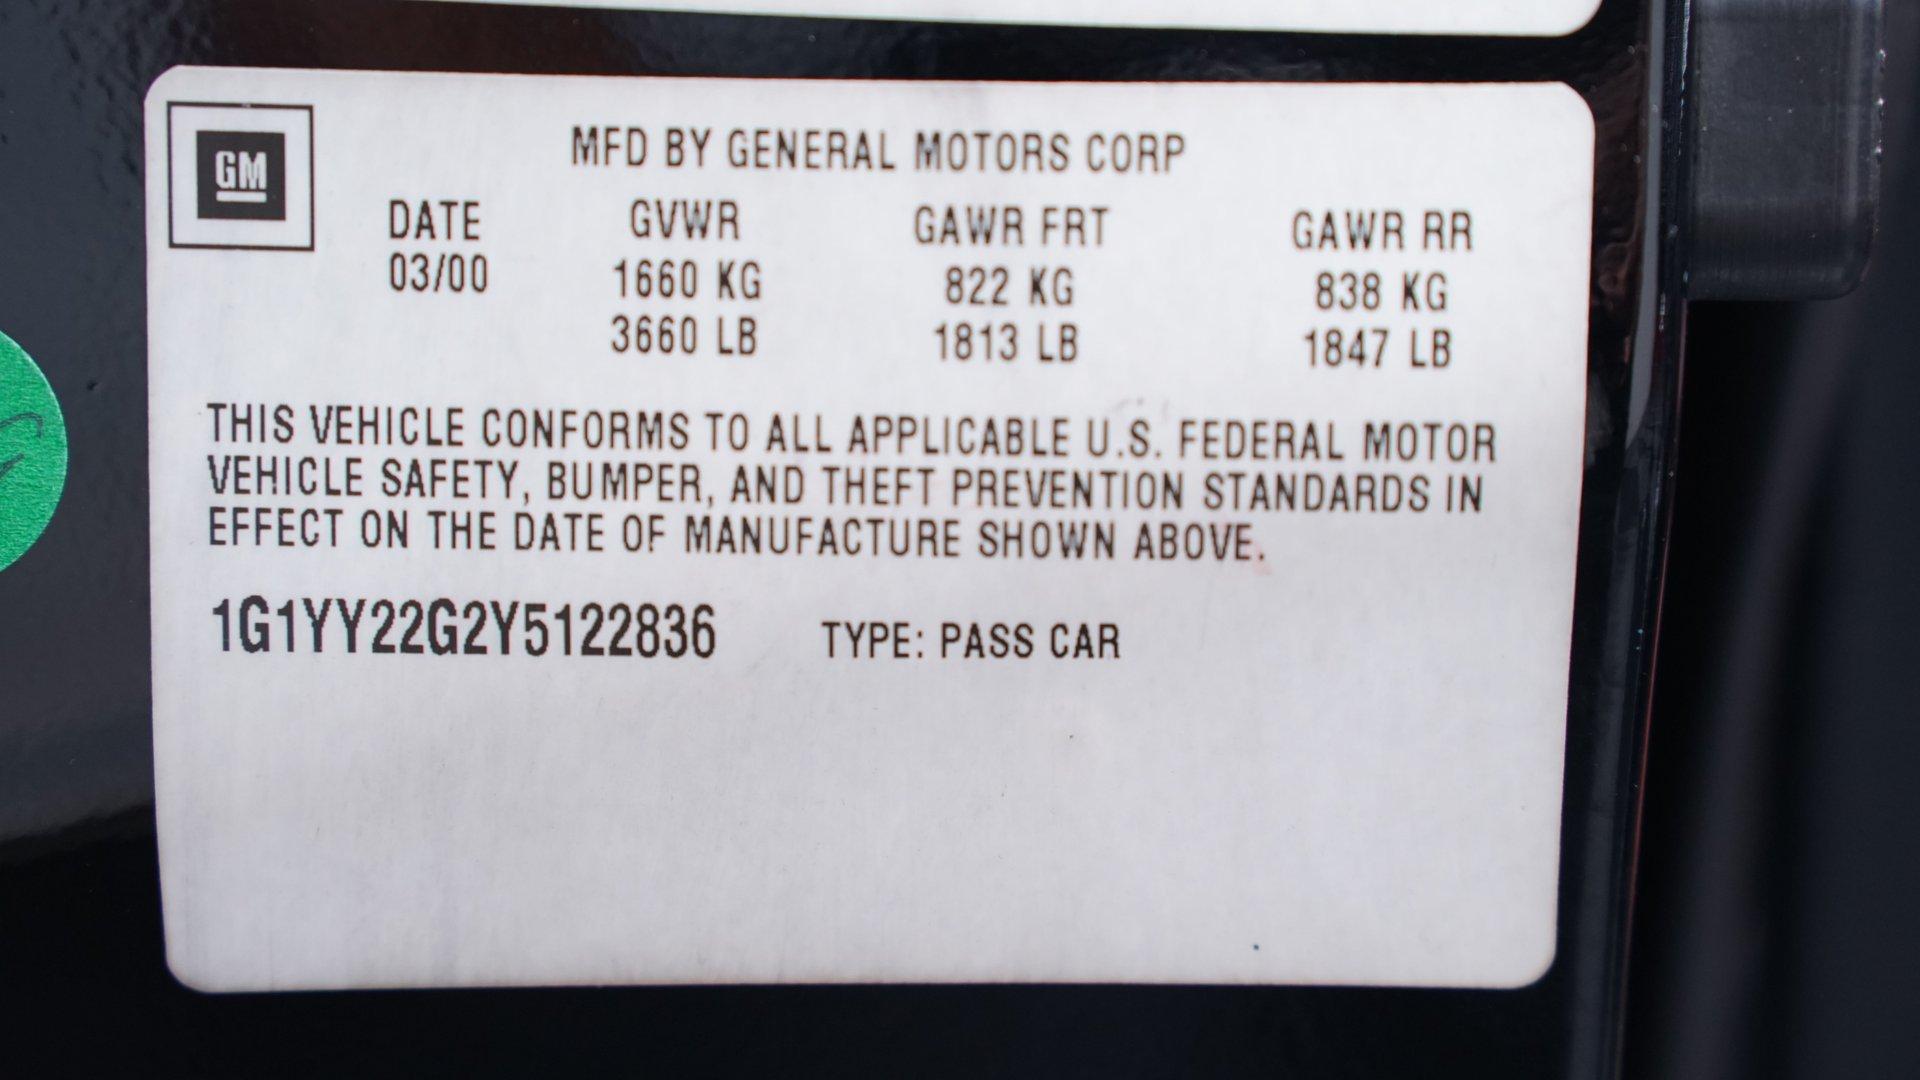 GM
MFD BY GENERAL MOTORS CORP
DATE GVWR GAWR FRT GAWR RR
03/00 1660 KG 822 KG 838 KG
3660 LB 1813 LB 1847 LB
THIS VEHICLE CONFORMS TO ALL APPLICABLE U.S. FEDERAL MOTOR
VEHICLE SAFETY, BUMPER, AND THEFT PREVENTION STANDARDS IN
EFFECT ON THE DATE OF MANUFACTURE SHOWN ABOVE.
1G1YY22G2Y5122836 TYPE: PASS CAR